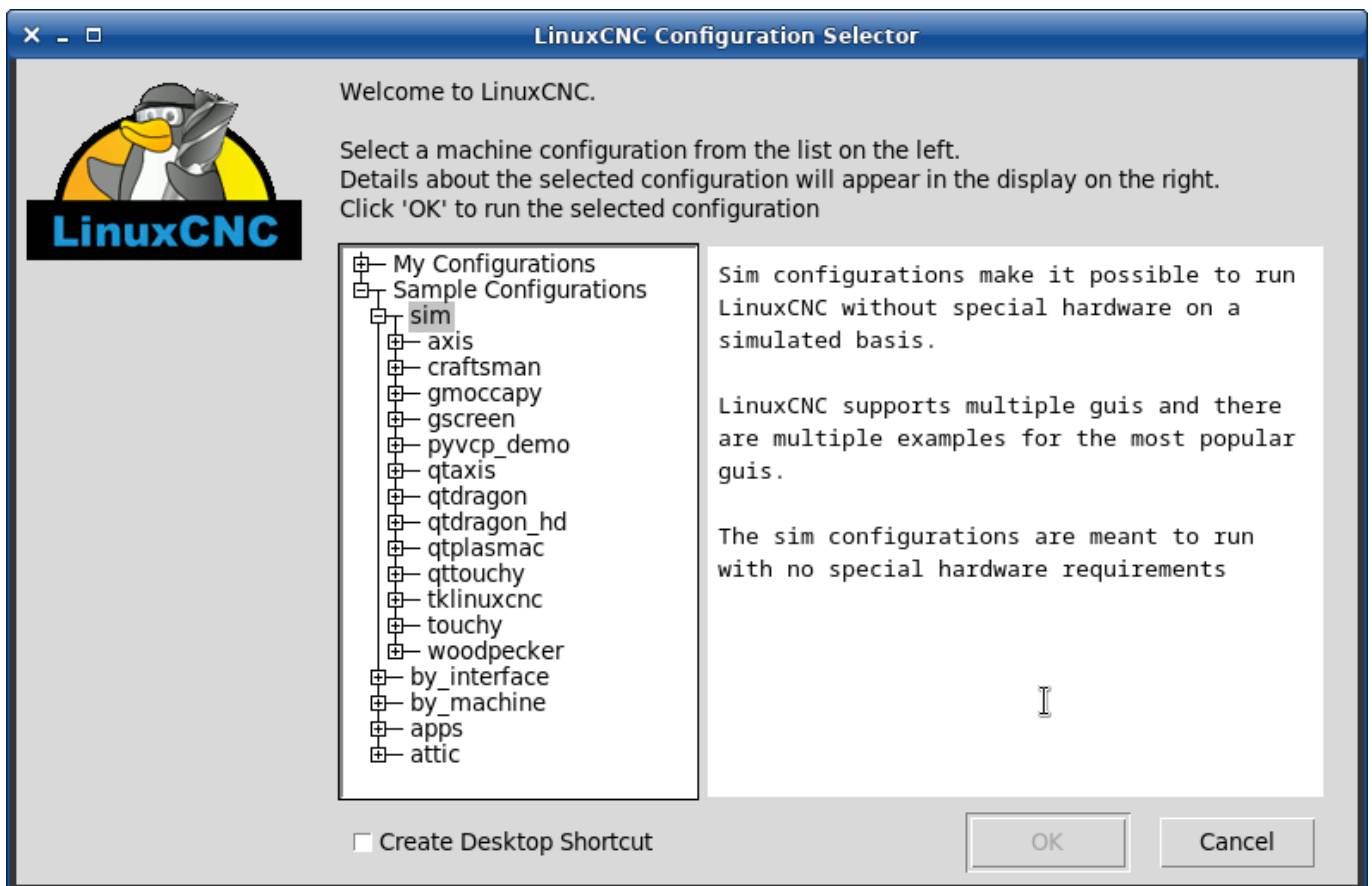 LinuxCNC Configuration Selector
LinuxCNC
Welcome to LinuxCNC.
Select a machine configuration from the list on the left.
Details about the selected configuration will appear in the display on the right.
Click 'OK' to run the selected configuration
My Configurations
Sample Configurations
sim
axis
craftsman
gmoccapy
gscreen
pyvcp_demo
qtaxis
qtdragon
qtdragon_hd
qtplasmac
qttouchy
tklinuxcnc
touchy
woodpecker
by_interface
by_machine
apps
attic
Sim configurations make it possible to run
LinuxCNC without special hardware on a
simulated basis.
LinuxCNC supports multiple guis and there
are multiple examples for the most popular
guis.
The sim configurations are meant to run
with no special hardware requirements
Create Desktop Shortcut
OK
Cancel